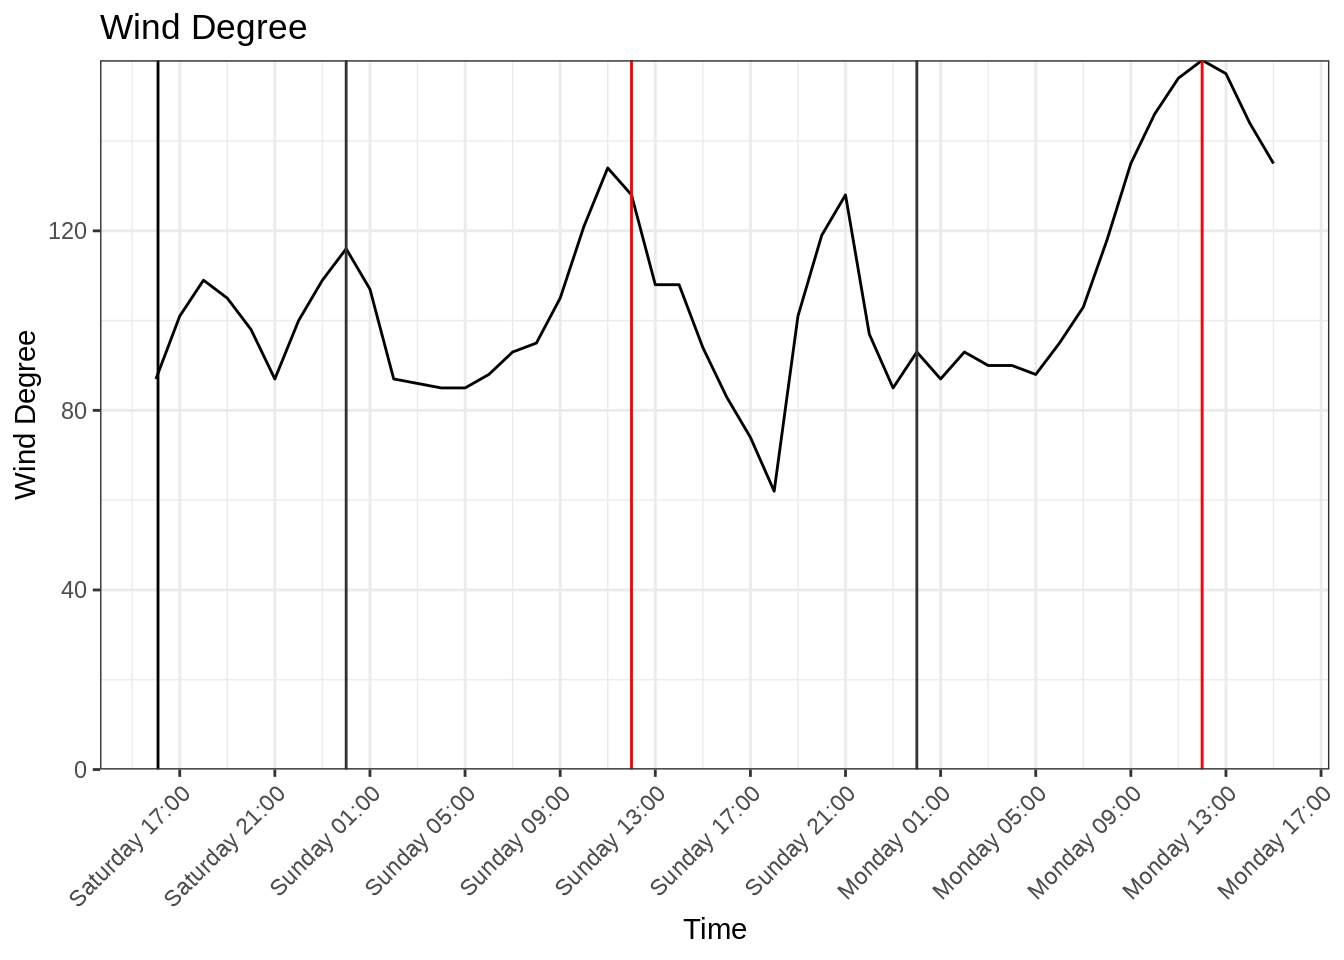 Wind Degree
Wind Degree
120
80
40
0
Saturday 17:00
Saturday 21:00
Sunday 01:00
Sunday 05:00
Sunday 09:00
Sunday 13:00
Sunday 17:00
Sunday 21:00
Monday 01:00
Monday 05:00
Monday 09:00
Monday 13:00
Monday 17:00
Time